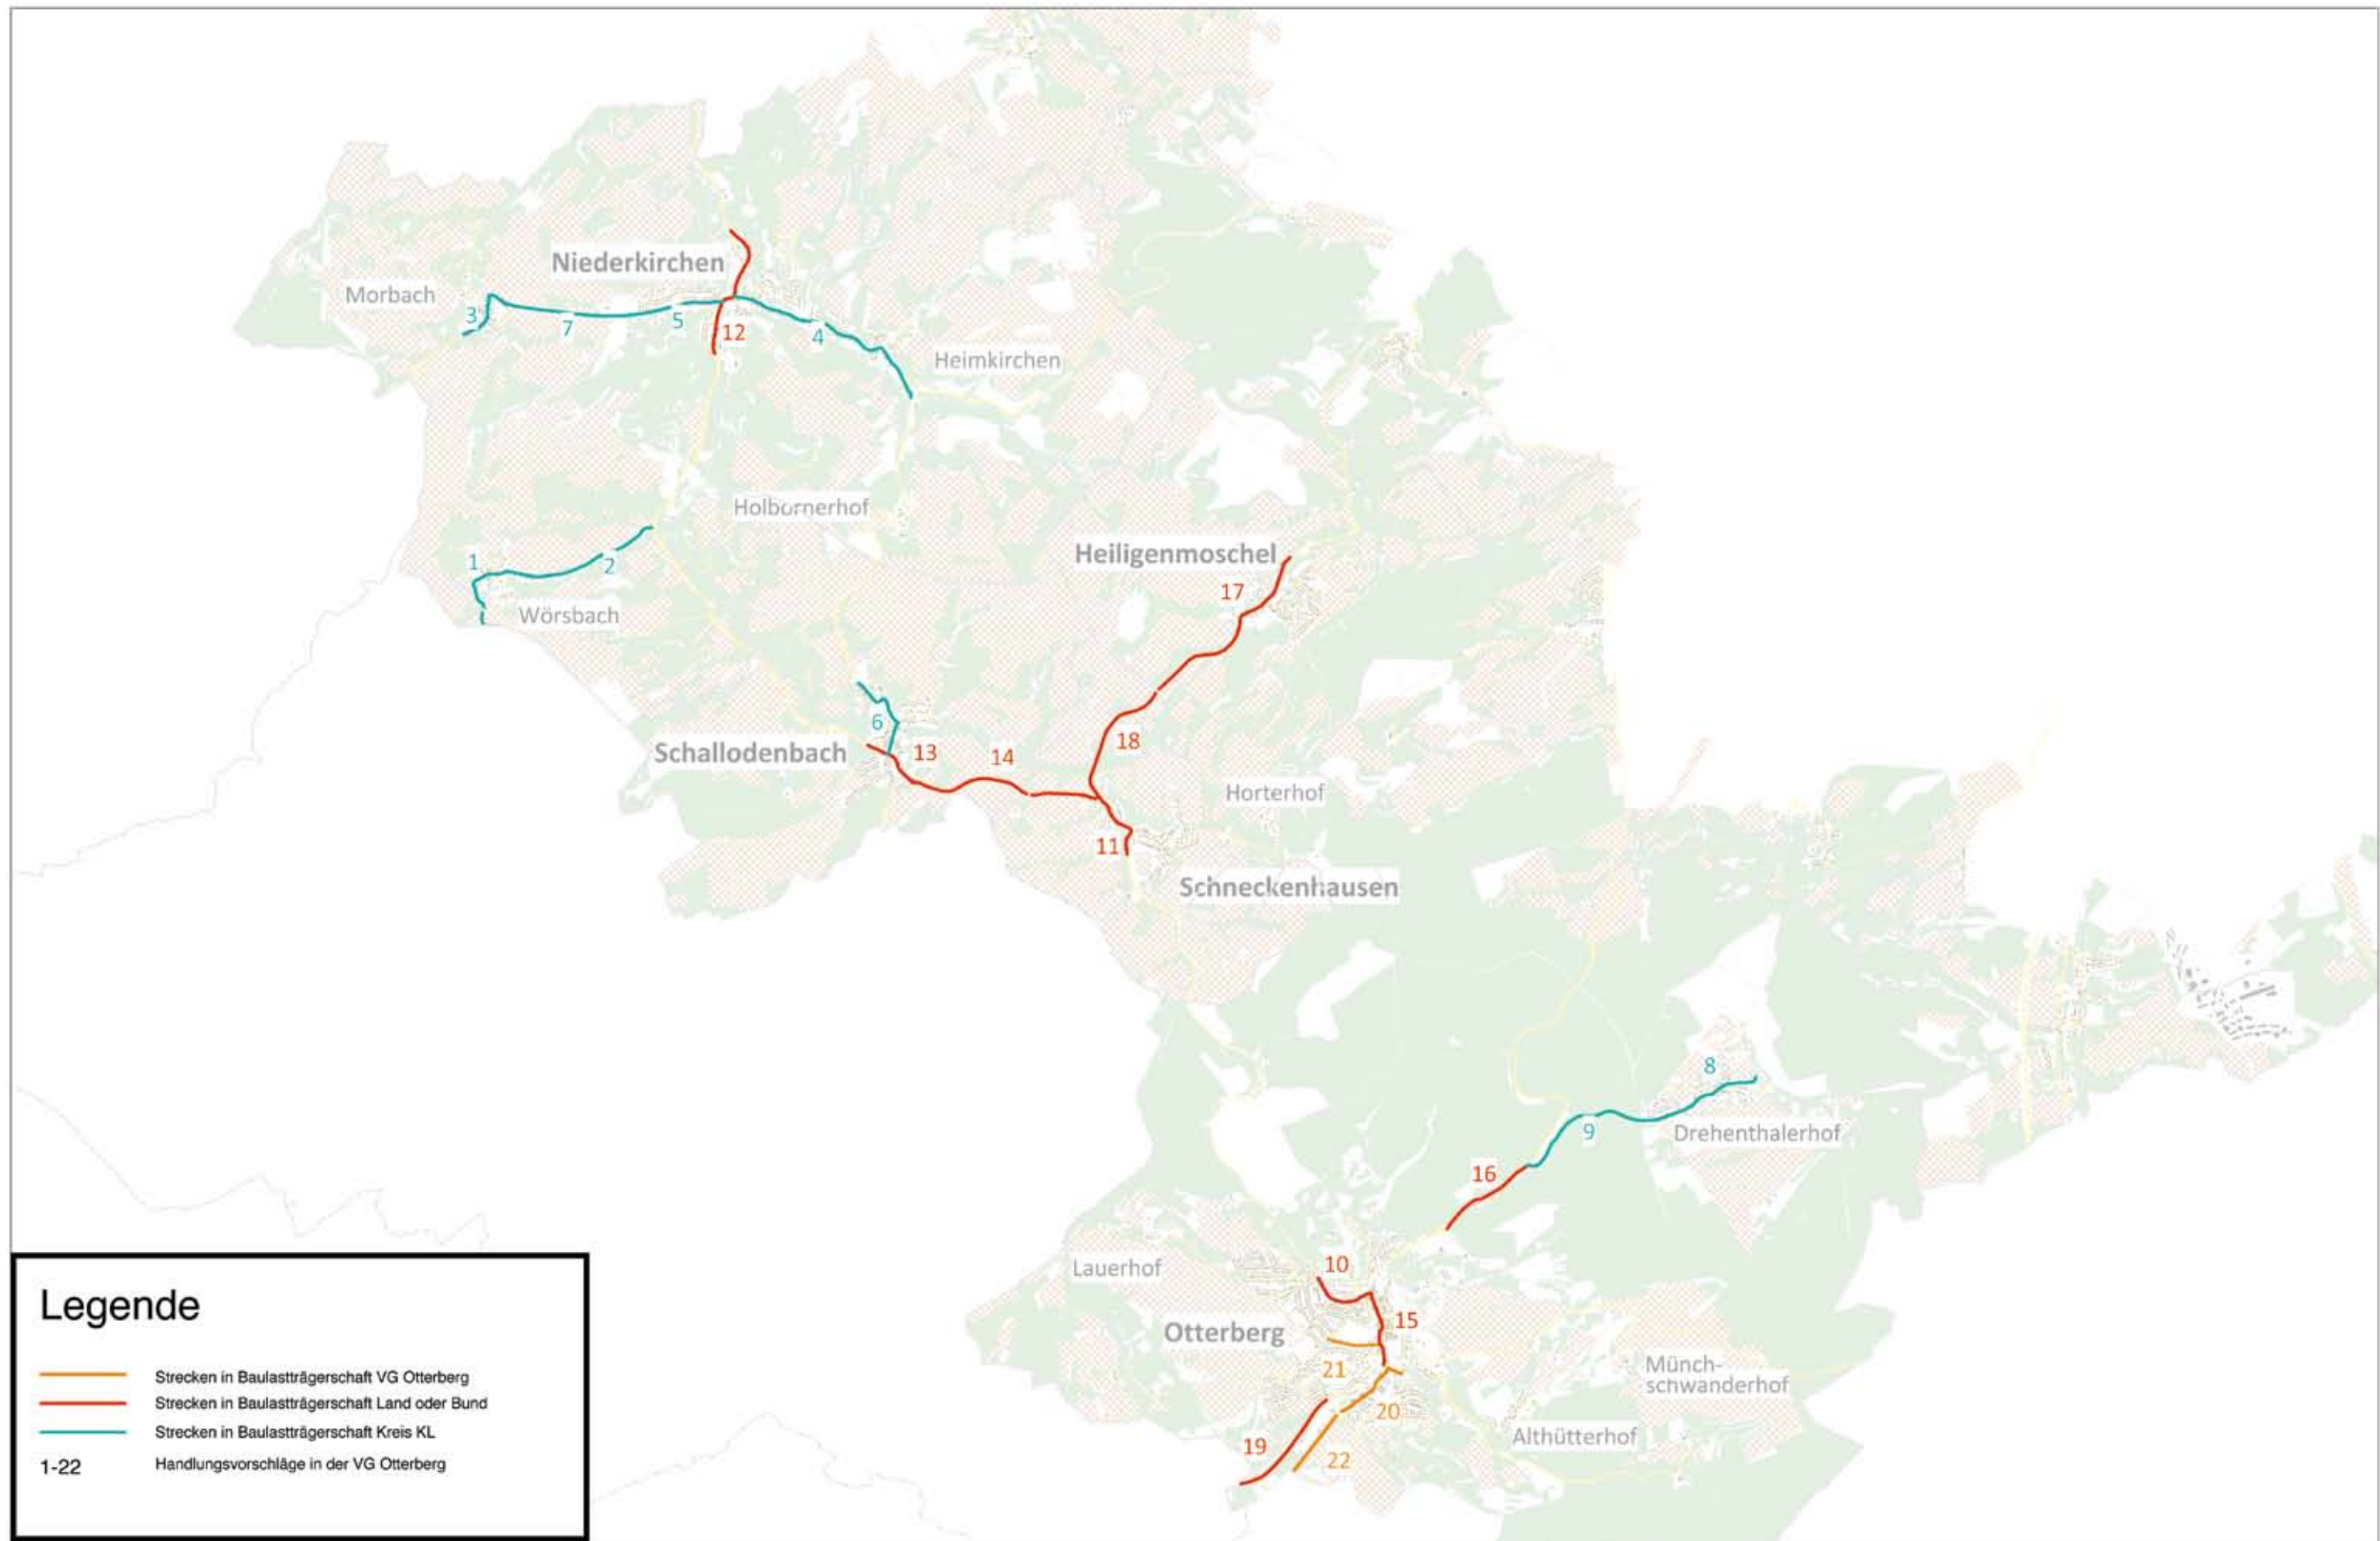 Niederkirchen
Morbach
3
7
5
12
4
Heimkirchen
Holbornerhof
1
2
Wörsbach
Heiligenmoschel
17
6
Schallodenbach
13
14
18
Horterhof
11
Schneckenhausen
8
9
Drehenthalerhof
16
Lauerhof
10
Otterberg
15
21
Münch-
schwanderhof
20
Althütterhof
19
22
Legende
Strecken in Baulastträgerschaft VG Otterberg
Strecken in Baulastträgerschaft Land oder Bund
Strecken in Baulastträgerschaft Kreis KL
1-22 Handlungsvorschläge in der VG Otterberg